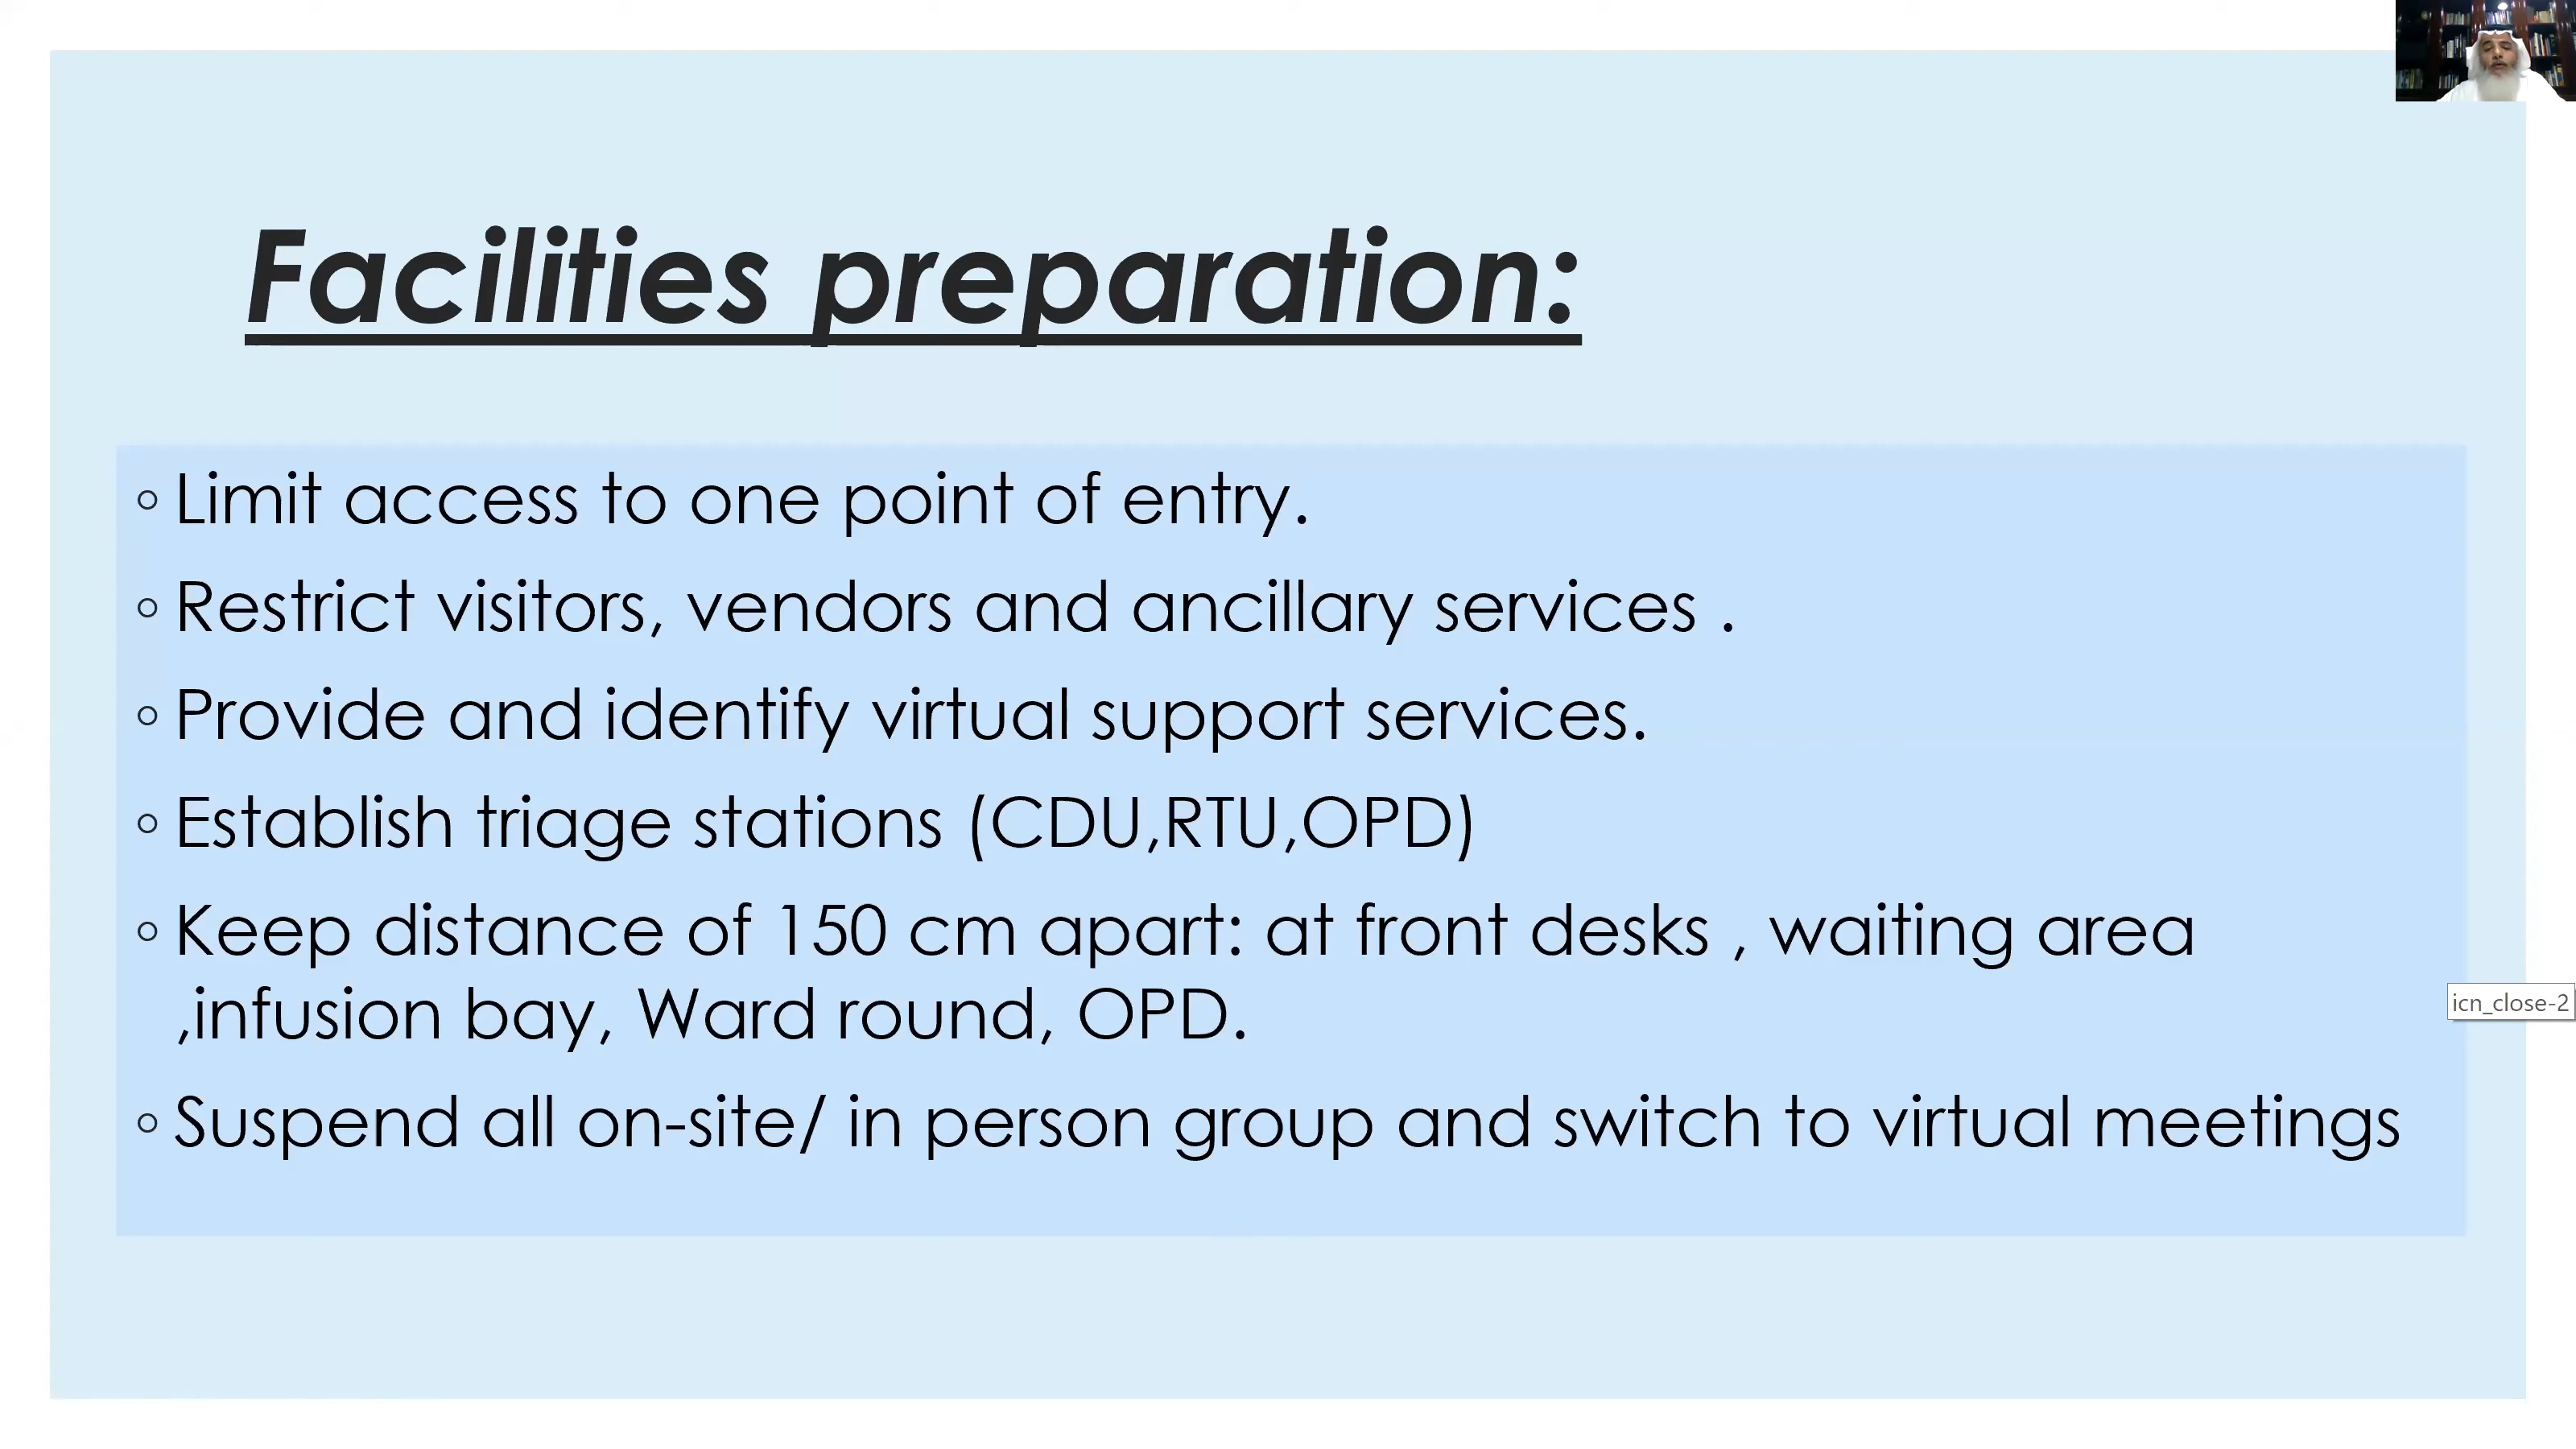 Facilities preparation:
◦ Limit access to one point of entry.
◦ Restrict visitors, vendors and ancillary services .
◦ Provide and identify virtual support services.
◦ Establish triage stations (CDU,RTU,OPD)
◦ Keep distance of 150 cm apart: at front desks , waiting area
,infusion bay, Ward round, OPD.
icn_close-2
◦ Suspend all on-site/ in person group and switch to virtual meetings